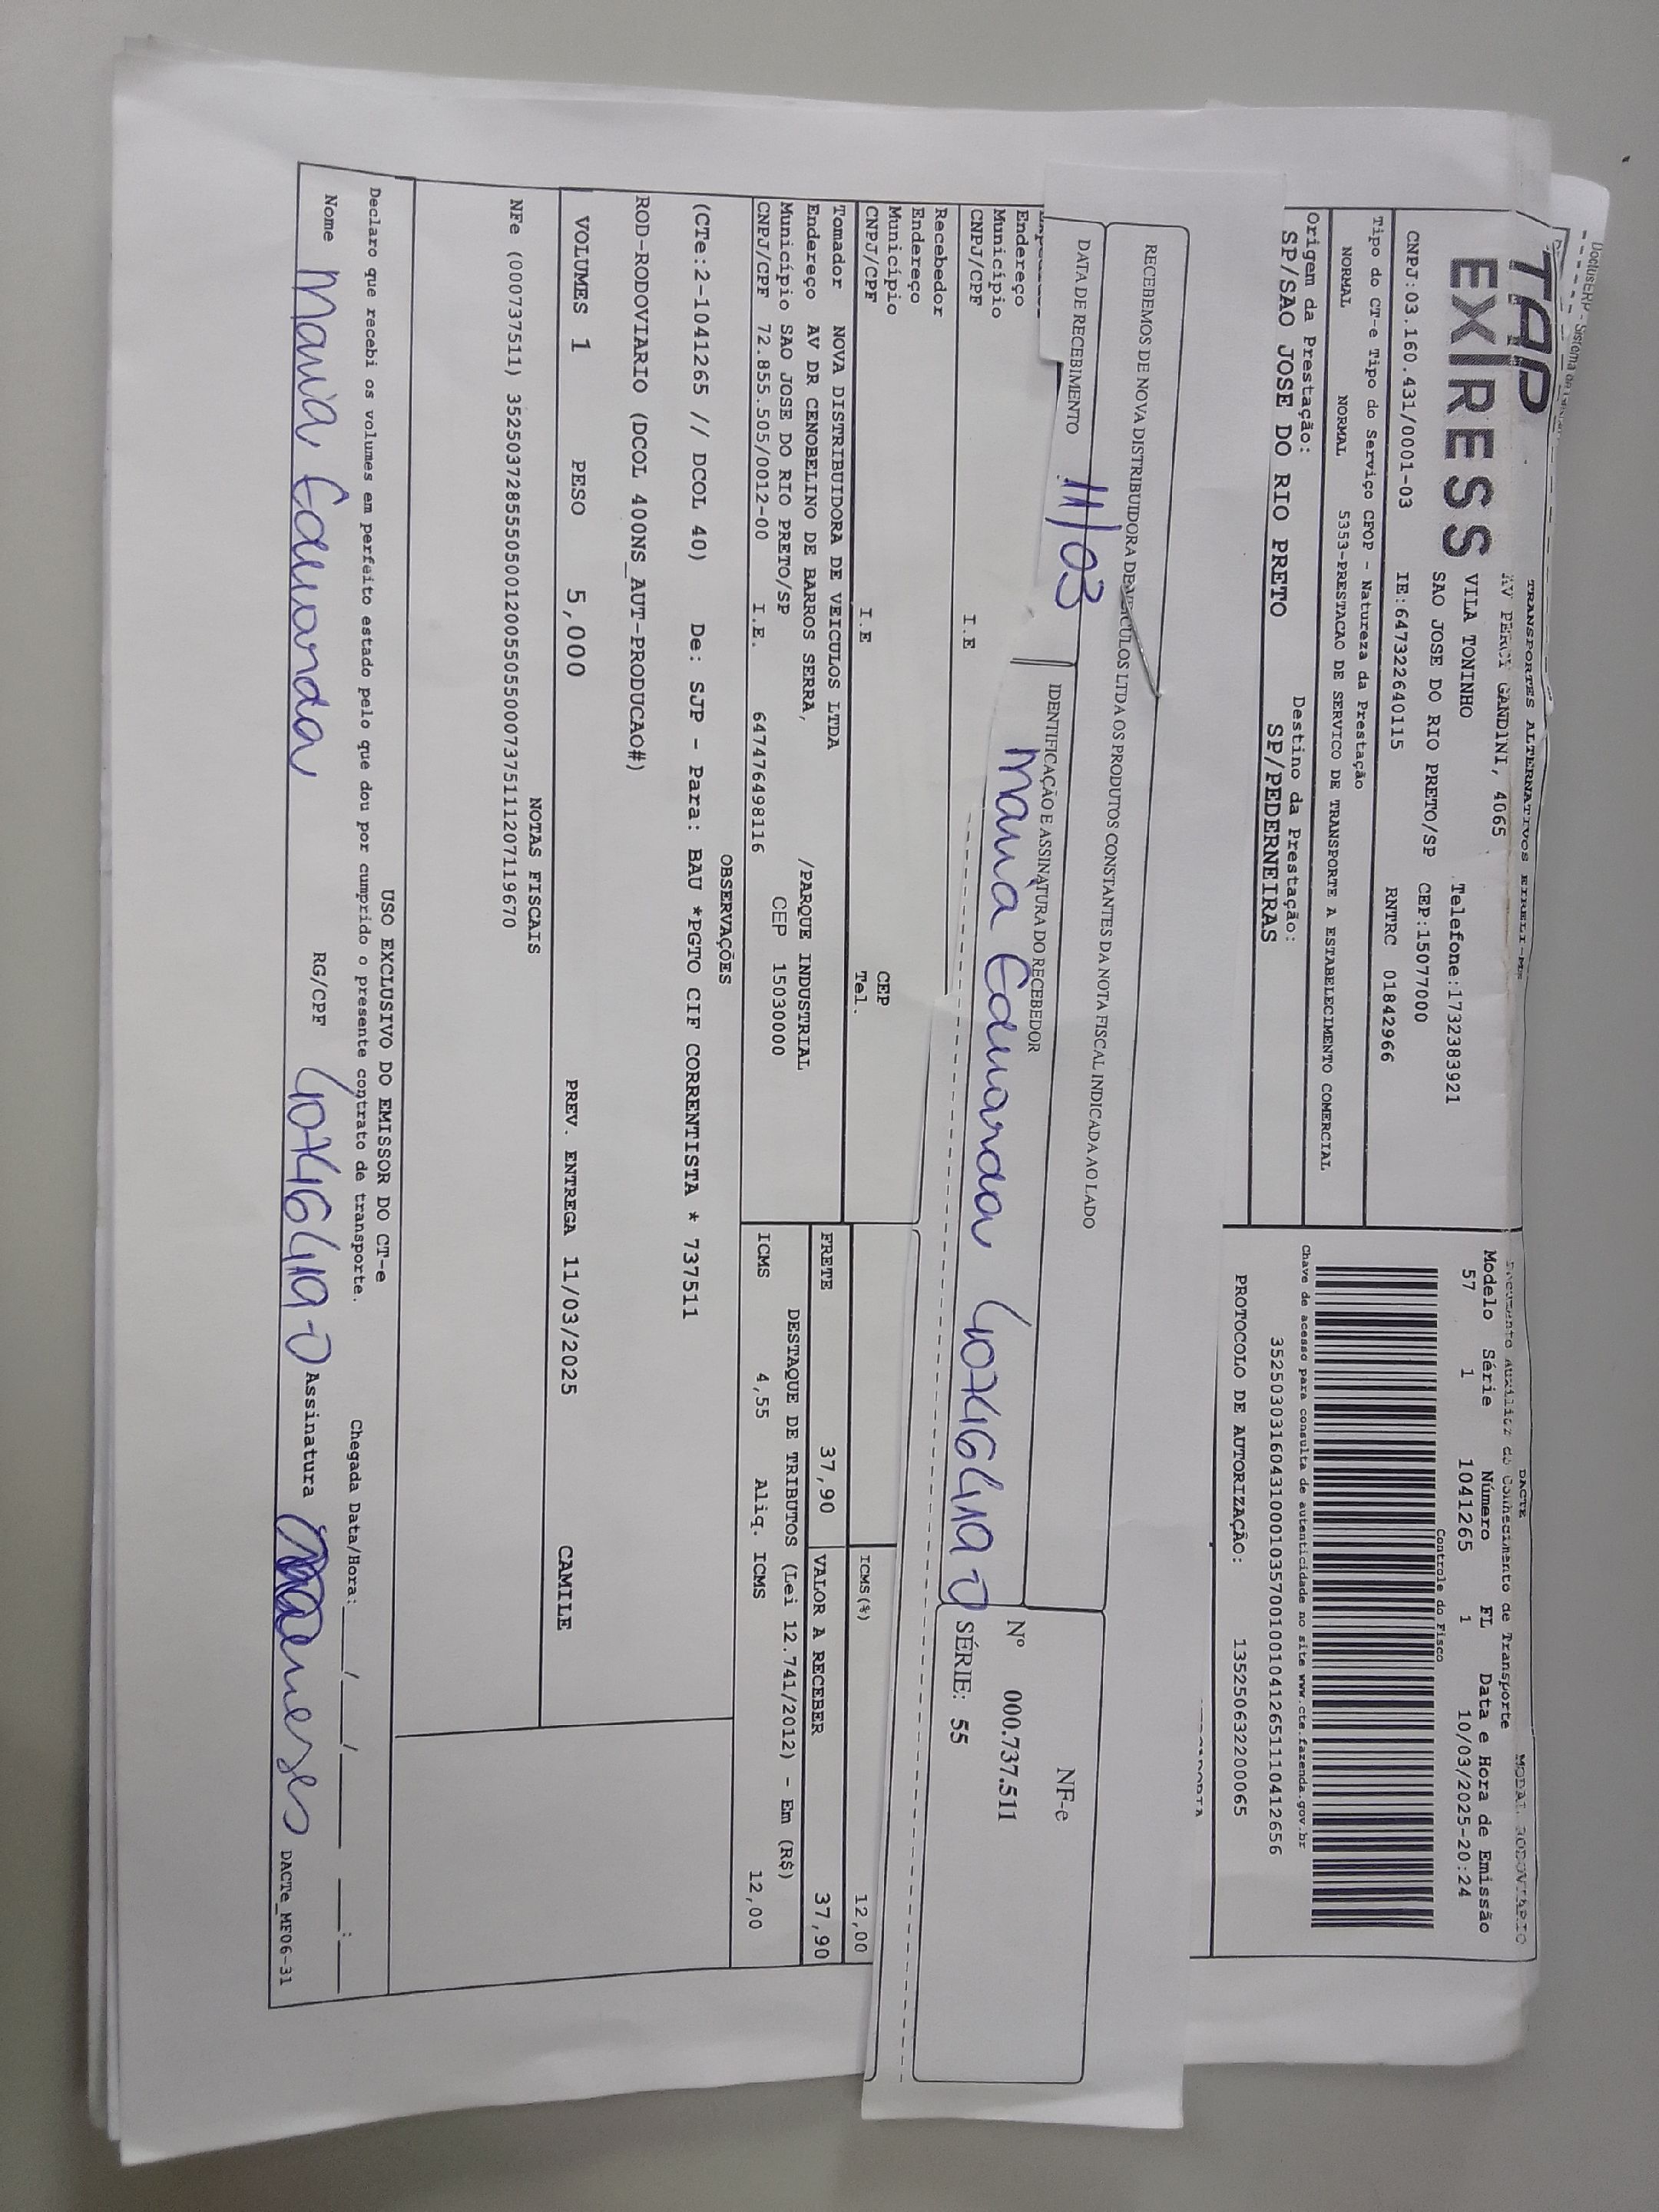 DoctusERP - Sistema de
TAP
EXPRESS
TRANSPORTES ALTERNATIVOS EIRELI-ME
AV PERCY GANDINI, 4065
VILA TONINHO Telefone:1732383921
SAO JOSE DO RIO PRETO/SP CEP:15077000
CNPJ:03.160.431/0001-03 IE:647322640115 RNTRC 01842966
Tipo do CT-e Tipo do Serviço CFOP - Natureza da Prestação
NORMAL NORMAL 5353-PRESTACAO DE SERVICO DE TRANSPORTE A ESTABELECIMENTO COMERCIAL
Origem da Prestação: Destino da Prestação:
SP/SAO JOSE DO RIO PRETO SP/PEDERNEIRAS
DACTE MODAL RODOVIÁRIO
Documento Auxiliar do Conhecimento de Transporte
Modelo Série Número FL Data e Hora de Emissão
57 1 1041265 1 10/03/2025-20:24
Controle do Fisco
Chave de acesso para consulta de autenticidade no site www.cte.fazenda.gov.br
35250303160431000103570010010412651110412656
PROTOCOLO DE AUTORIZAÇÃO: 135250632200065
RECEBEMOS DE NOVA DISTRIBUIDORA DE VEICULOS LTDA OS PRODUTOS CONSTANTES DA NOTA FISCAL INDICADA AO LADO
DATA DE RECEBIMENTO 11/03
IDENTIFICAÇÃO E ASSINATURA DO RECEBEDOR
Maria Eduarda
NF-e
Nº 000.737.511
SÉRIE: 55
Endereço
Município
CNPJ/CPF I.E
Recebedor
Endereço
Município CEP
CNPJ/CPF I.E Tel.
ICMS(%)
12,00
Tomador NOVA DISTRIBUIDORA DE VEICULOS LTDA
Endereço AV DR CENOBELINO DE BARROS SERRA, /PARQUE INDUSTRIAL
Município SAO JOSE DO RIO PRETO/SP CEP 15030000
CNPJ/CPF 72.855.505/0012-00 I.E. 647476498116
FRETE 37,90 VALOR A RECEBER 37,90
DESTAQUE DE TRIBUTOS (Lei 12.741/2012) - Em (R$)
ICMS 4,55 Aliq. ICMS 12,00
OBSERVAÇÕES
(CTe:2-1041265 // DCOL 40) De: SJP - Para: BAU *PGTO CIF CORRENTISTA * 737511
ROD-RODOVIARIO (DCOL 400NS_AUT-PRODUCAO#)
VOLUMES 1 PESO 5,000 PREV. ENTREGA 11/03/2025 CAMILE
NOTAS FISCAIS
NFe (000737511) 35250372855505001200550550007375111207119670
USO EXCLUSIVO DO EMISSOR DO CT-e
Declaro que recebi os volumes em perfeito estado pelo que dou por cumprido o presente contrato de transporte. Chegada Data/Hora:___/___/_____ ___:___
Nome Maria Eduarda RG/CPF Assinatura
DACTe_MF06-31